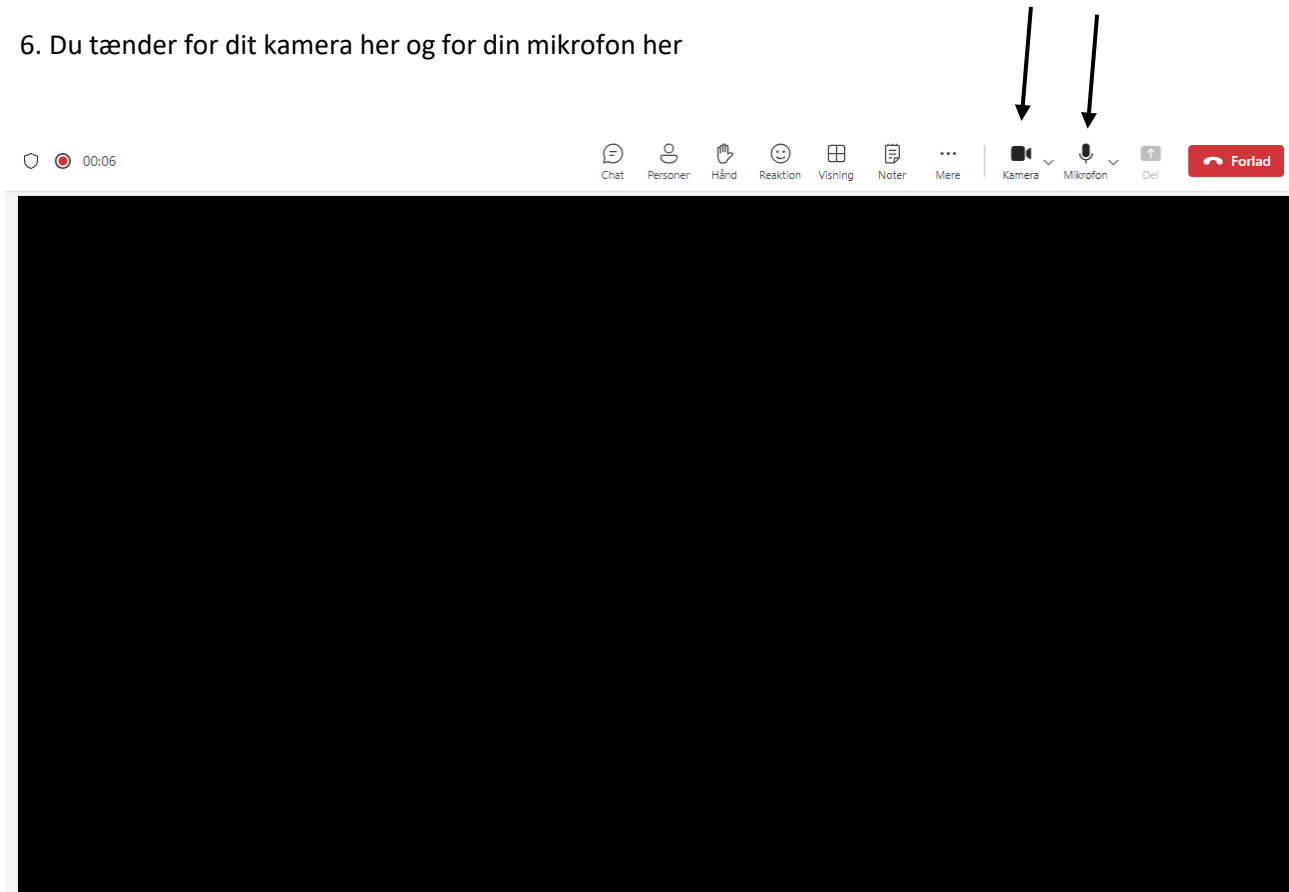 6. Du tænder for dit kamera her og for din mikrofon her
00:06
Chat Personer Hånd Reaktion Visning Noter Mere Kamera Mikrofon Del Forlad